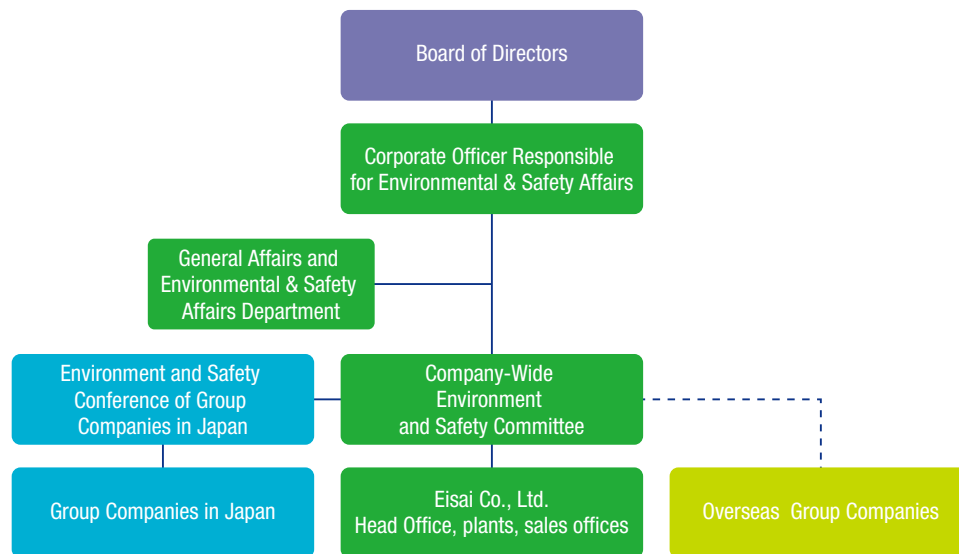 Board of Directors
Corporate Officer Responsible
for Environmental & Safety Affairs
General Affairs and
Environmental & Safety
Affairs Department
Environment and Safety
Conference of Group
Companies in Japan
Company-Wide
Environment
and Safety Committee
Group Companies in Japan
Eisai Co., Ltd.
Head Office, plants, sales offices
Overseas Group Companies